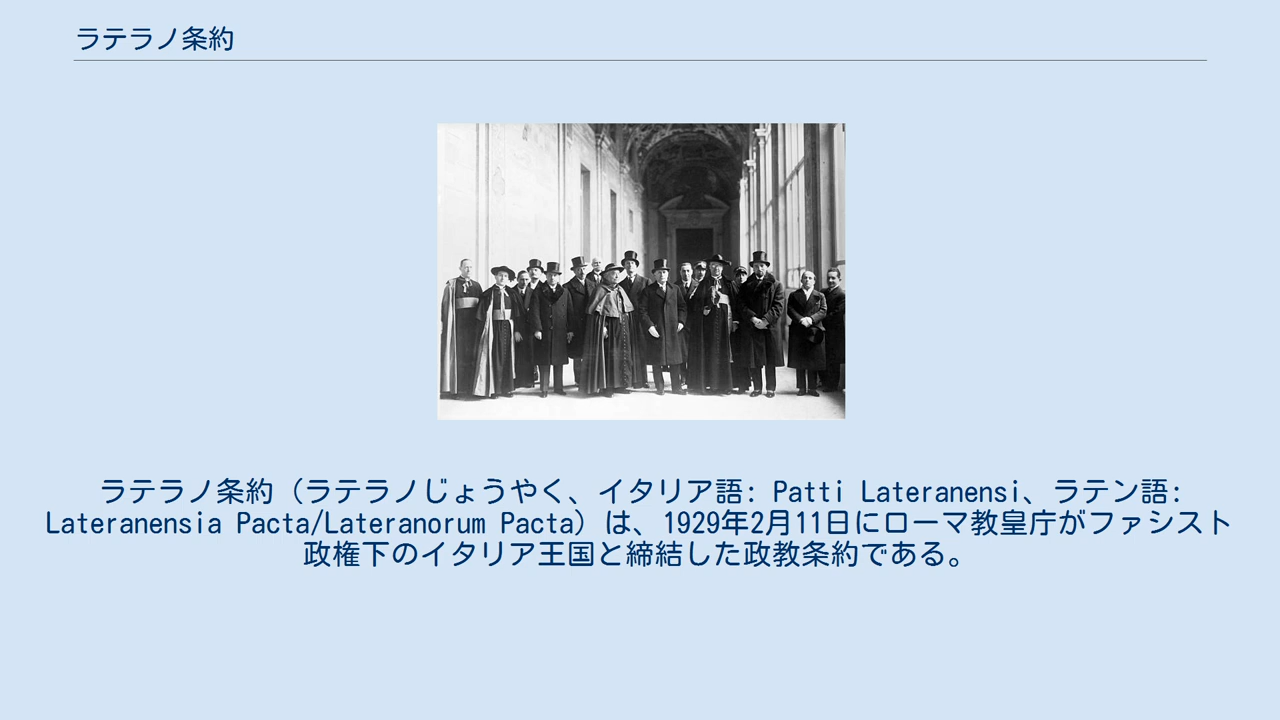 ラテラノ条約
ラテラノ条約（ラテラノじょうやく、イタリア語: Patti Lateranensi、ラテン語:
Lateranensia Pacta/Lateranorum Pacta）は、1929年2月11日にローマ教皇庁がファシスト
政権下のイタリア王国と締結した政教条約である。